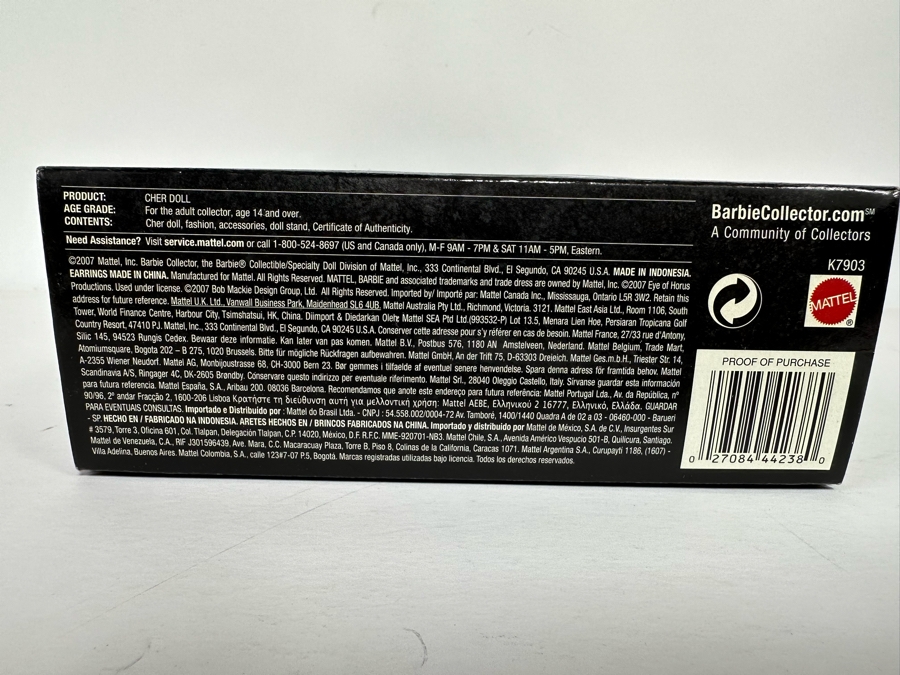 PRODUCT: CHER DOLL
AGE GRADE: For the adult collector, age 14 and over.
CONTENTS: Cher doll, fashion, accessories, doll stand, Certificate of Authenticity.
Need Assistance? Visit service.mattel.com or call 1-800-524-8697 (US and Canada only), M-F 9AM - 7PM & SAT 11AM - 5PM, Eastern.
©2007 Mattel, Inc. Barbie Collector, the Barbie® Collectible/Specialty Doll Division of Mattel, Inc., 333 Continental Blvd., El Segundo, CA 90245 U.S.A. MADE IN INDONESIA.
EARRINGS MADE IN CHINA. Manufactured for Mattel. All Rights Reserved. MATTEL, BARBIE and associated trademarks and trade dress are owned by Mattel, Inc. ©2007 Eye of Horus
Productions. Used under license. ©2007 Bob Mackie Design Group, Ltd. All Rights Reserved. Imported by/ Importé par: Mattel Canada Inc., Mississauga, Ontario L5R 3W2. Retain this
address for future reference. Mattel U.K. Ltd., Vanwall Business Park, Maidenhead SL6 4UB. Mattel Australia Pty Ltd., Richmond, Victoria. 3121. Mattel East Asia Ltd., Room 1106, South
Tower, World Finance Centre, Harbour City, Tsimshatsui, HK, China. Diimport & Diedarkan Oleh: Mattel SEA Ptd Ltd.(993532-P) Lot 13.5, Menara Lien Hoe, Persiaran Tropicana Golf
Country Resort, 47410 PJ. Mattel, Inc., 333 Continental Blvd., El Segundo, CA 90245 U.S.A. Conserver cette adresse pour s'y référer en cas de besoin. Mattel France, 27/33 rue d'Antony,
Silic 145, 94523 Rungis Cedex. Bewaar deze informatie. Kan later van pas komen. Mattel B.V., Postbus 576, 1180 AN Amstelveen, Nederland. Mattel Belgium, Trade Mart,
Atomiumsquare, Bogota 202 – B 275, 1020 Brussels. Bitte für mögliche Rückfragen aufbewahren. Mattel GmbH, An der Trift 75, D-63303 Dreieich. Mattel Ges.m.b.H., Triester Str. 14,
A-2355 Wiener Neudorf. Mattel AG, Monbijoustrasse 68, CH-3000 Bern 23. Bør gemmes i tilfælde af eventuel senere henvendelse. Spara denna adress för framtida behov. Mattel
Scandinavia A/S, Ringager 4C, DK-2605 Brøndby. Conservare questo indirizzo per eventuale riferimento. Mattel Srl., 28040 Oleggio Castello, Italy. Sírvanse guardar esta información
para futura referencia. Mattel España, S.A., Aribau 200. 08036 Barcelona. Recomendamos que anote este endereço para futura referência: Mattel Portugal Lda., Av. da República, nº
90/96, 2º andar Fracção 2, 1600-206 Lisboa Κρατήστε τη διεύθυνση αυτή για μελλοντική χρήση: Mattel AEBE, Ελληνικού 2 16777, Ελληνικό, Ελλάδα. GUARDAR
PARA EVENTUAIS CONSULTAS. Importado e Distribuido por : Mattel do Brasil Ltda. - CNPJ : 54.558.002/0004-72 Av. Tamboré, 1400/1440 Quadra A de 02 a 03 - 06460-000 - Barueri
- SP. HECHO EN / FABRICADO NA INDONESIA. ARETES HECHOS EN / BRINCOS FABRICADOS NA CHINA. Importado y distribuido por Mattel de México, S.A. de C.V., Insurgentes Sur
# 3579, Torre 3, Oficina 601, Col. Tlalpan, Delegación Tlalpan, C.P. 14020, México, D.F. R.F.C. MME-920701-NB3. Mattel Chile, S.A., Avenida Américo Vespucio 501-B, Quilicura, Santiago.
Mattel de Venezuela, C.A., RIF J301596439, Ave. Mara, C.C. Macaracuay Plaza, Torre B, Piso 8, Colinas de la California, Caracas 1071. Mattel Argentina S.A., Curupaytí 1186, (1607) -
Villa Adelina, Buenos Aires. Mattel Colombia, S.A., calle 123#7-07 P.5, Bogotá. Marcas registradas utilizadas bajo licencia. Todos los derechos reservados.
BarbieCollector.com℠
A Community of Collectors
K7903
MATTEL®
PROOF OF PURCHASE
0 27084 44238 0